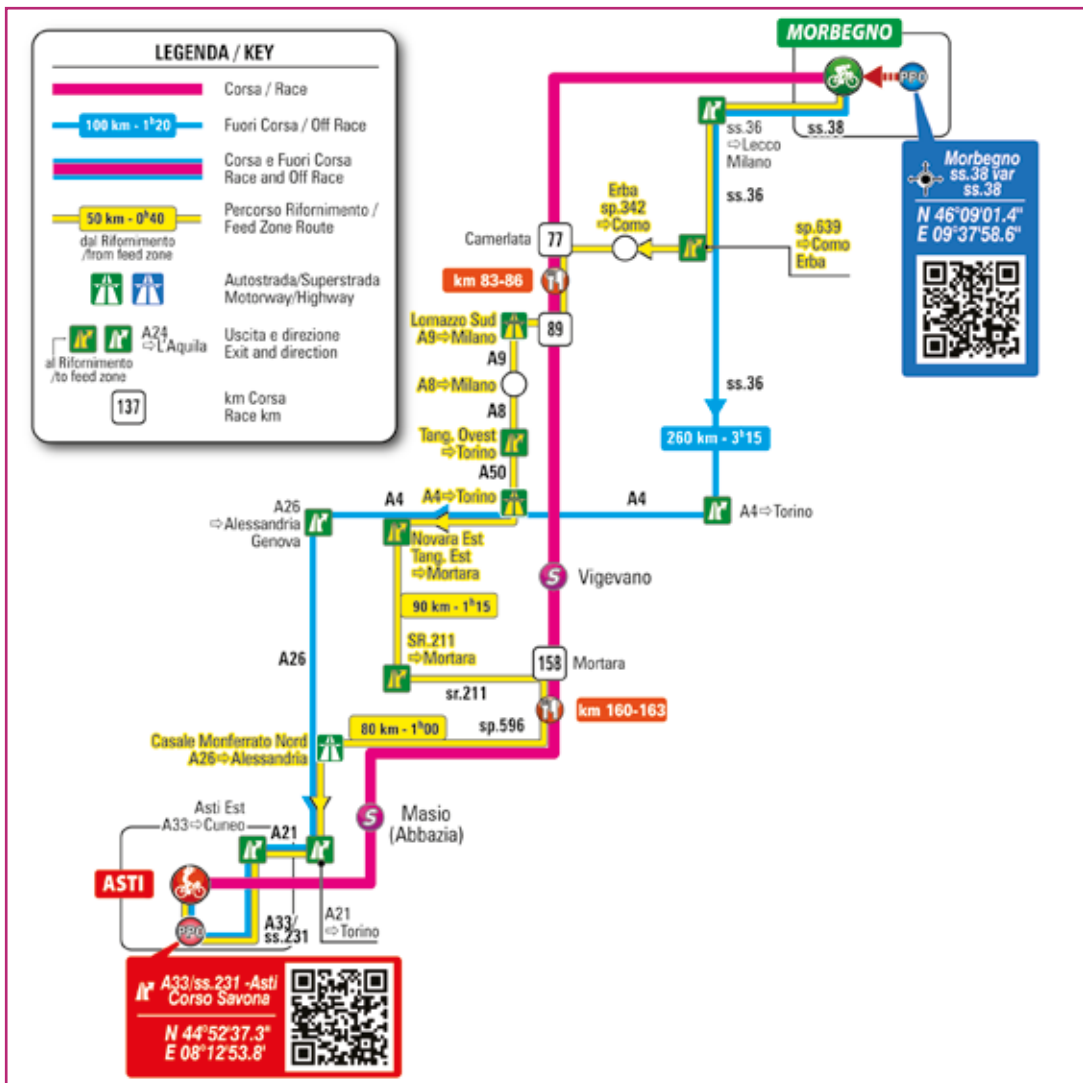 LEGENDA / KEY
Corsa / Race
100 km - 1ʰ20
Fuori Corsa / Off Race
Corsa e Fuori Corsa
Race and Off Race
50 km - 0ʰ40
Percorso Rifornimento /
Feed Zone Route
dal Rifornimento
/from feed zone
Autostrada/Superstrada
Motorway/Highway
A24
⇨L'Aquila
Uscita e direzione
Exit and direction
al Rifornimento
/to feed zone
137
km Corsa
Race km
MORBEGNO
PPO
ss.38
ss.36
⇨Lecco
Milano
ss.36
Morbegno
ss.38 var
ss.38
N 46°09'01.4"
E 09°37'58.6"
Erba
sp.342
⇨Como
sp.639
⇨Como
Erba
Camerlata
77
km 83-86
Lomazzo Sud
A9⇨Milano
89
A9
A8⇨Milano
A8
ss.36
Tang. Ovest
⇨Torino
A50
260 km - 3ʰ15
A4⇨Torino
A4
A4
A4⇨Torino
A26
⇨Alessandria
Genova
Novara Est
Tang. Est
⇨Mortara
S
Vigevano
90 km - 1ʰ15
SR.211
⇨Mortara
158
Mortara
A26
sr.211
km 160-163
80 km - 1ʰ00
sp.596
Casale Monferrato Nord
A26⇨Alessandria
S
Masio
(Abbazia)
Asti Est
A33⇨Cuneo
A21
ASTI
PPO
A33/
ss.231
A21
⇨Torino
A33/ss.231 -Asti
Corso Savona
N 44°52'37.3"
E 08°12'53.8'